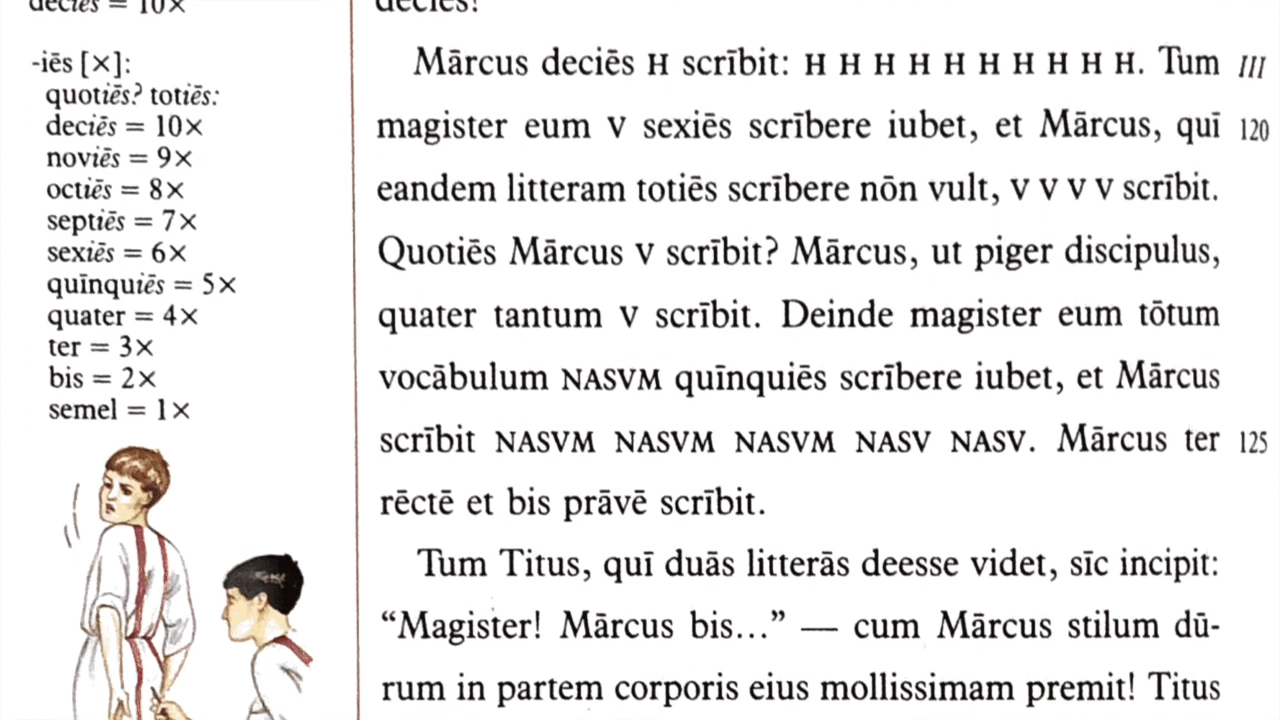 deciēs = 10×
-iēs [×]:
quotiēs? totiēs:
deciēs = 10×
noviēs = 9×
octiēs = 8×
septiēs = 7×
sexiēs = 6×
quīnquiēs = 5×
quater = 4×
ter = 3×
bis = 2×
semel = 1×
deciēs!
Mārcus deciēs H scrībit: H H H H H H H H H H. Tum III
magister eum V sexiēs scrībere iubet, et Mārcus, quī 120
eandem litteram totiēs scrībere nōn vult, V V V V scrībit.
Quotiēs Mārcus V scrībit? Mārcus, ut piger discipulus,
quater tantum V scrībit. Deinde magister eum tōtum
vocābulum NASVM quīnquiēs scrībere iubet, et Mārcus
scrībit NASVM NASVM NASVM NASV NASV. Mārcus ter 125
rēctē et bis prāvē scrībit.
Tum Titus, quī duās litterās deesse videt, sīc incipit:
“Magister! Mārcus bis...” — cum Mārcus stilum dū-
rum in partem corporis eius mollissimam premit! Titus